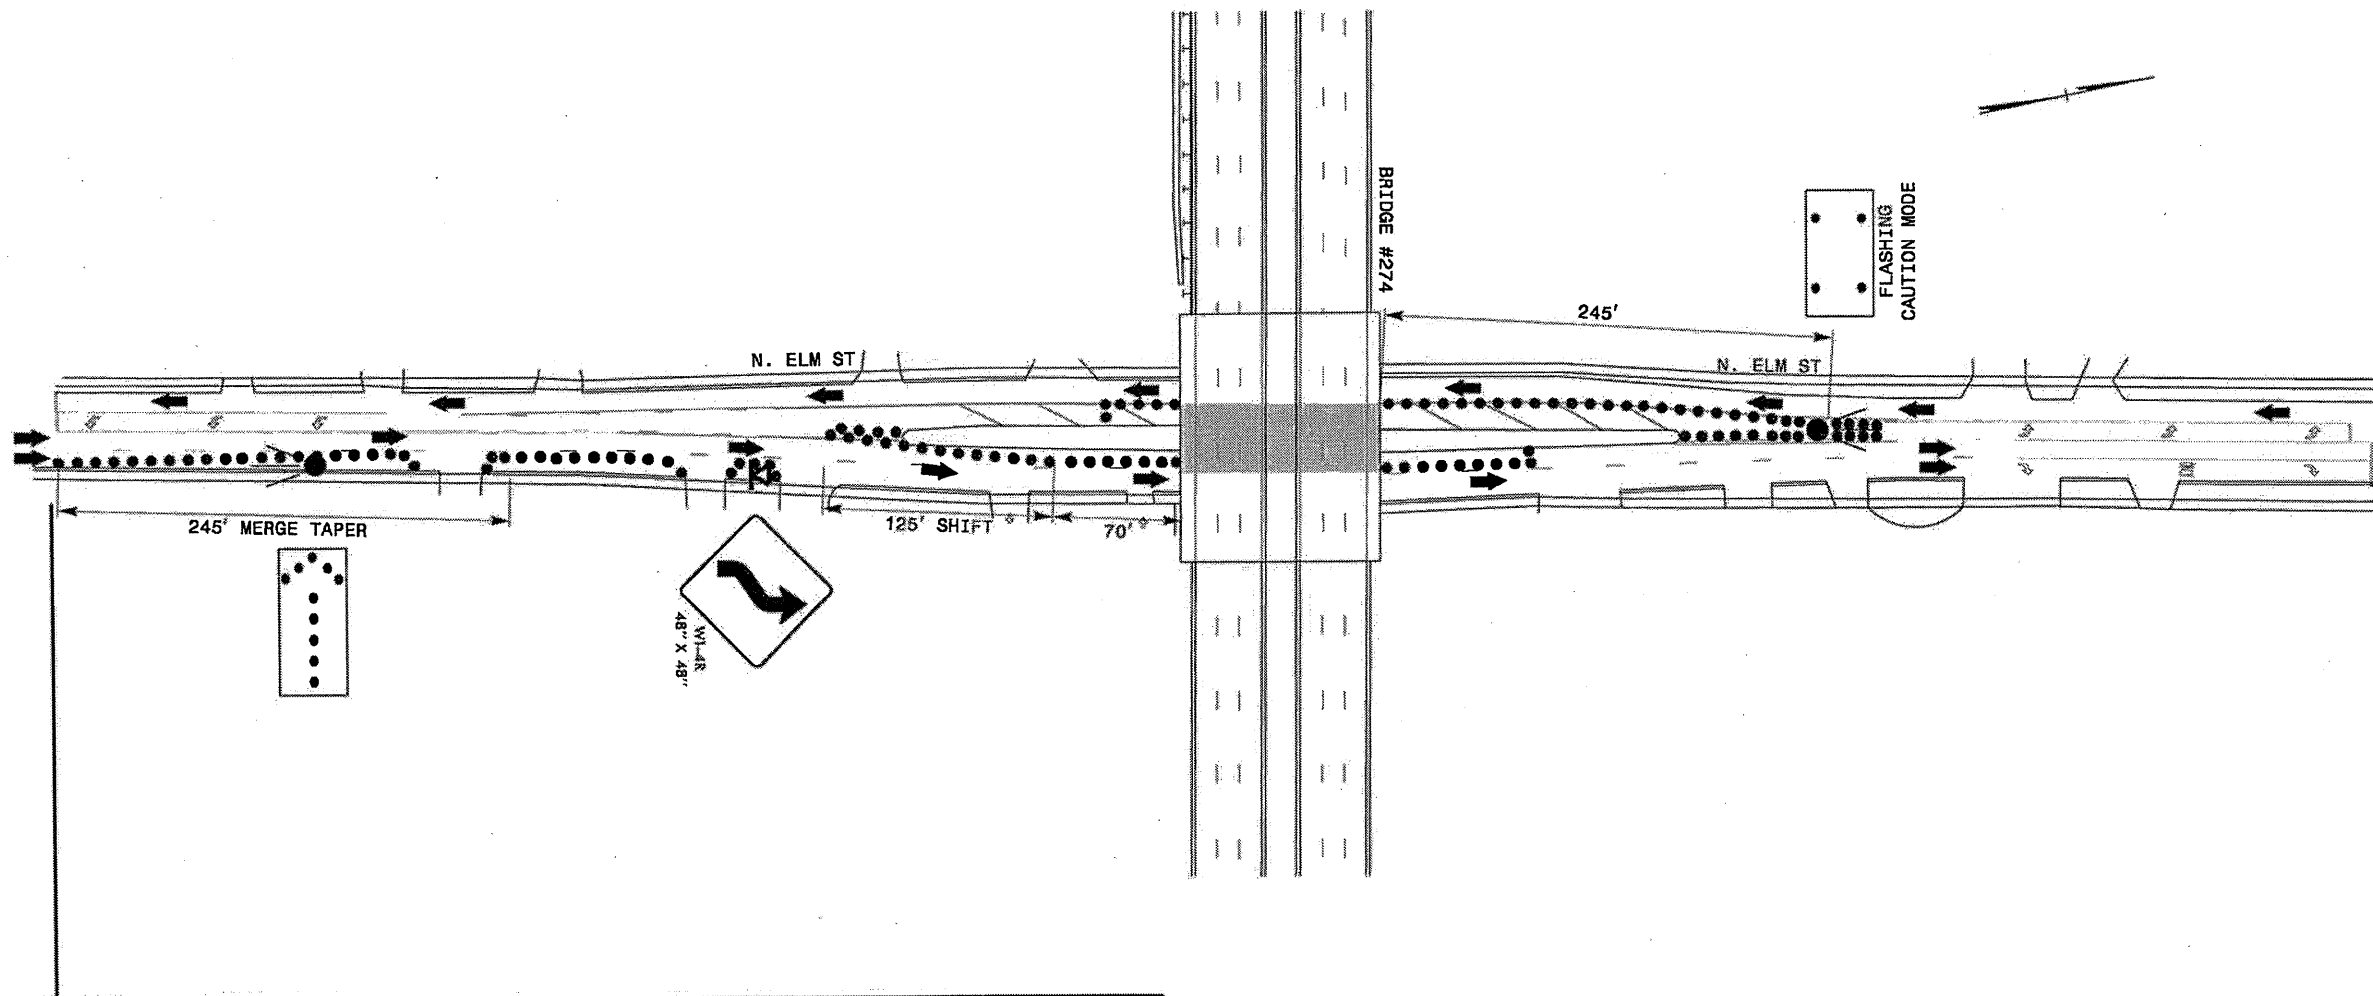 BRIDGE #274
FLASHING
CAUTION MODE
245'
N. ELM ST
N. ELM ST
245' MERGE TAPER
125' SHIFT
70'
W1-4R
48" X 48"